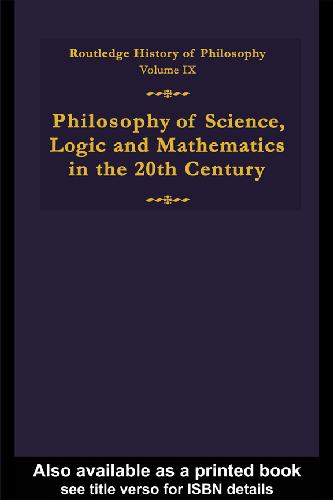 Routledge History of Philosophy
Volume IX
Philosophy of Science,
Logic and Mathematics
in the 20th Century
Also available as a printed book
see title verso for ISBN details